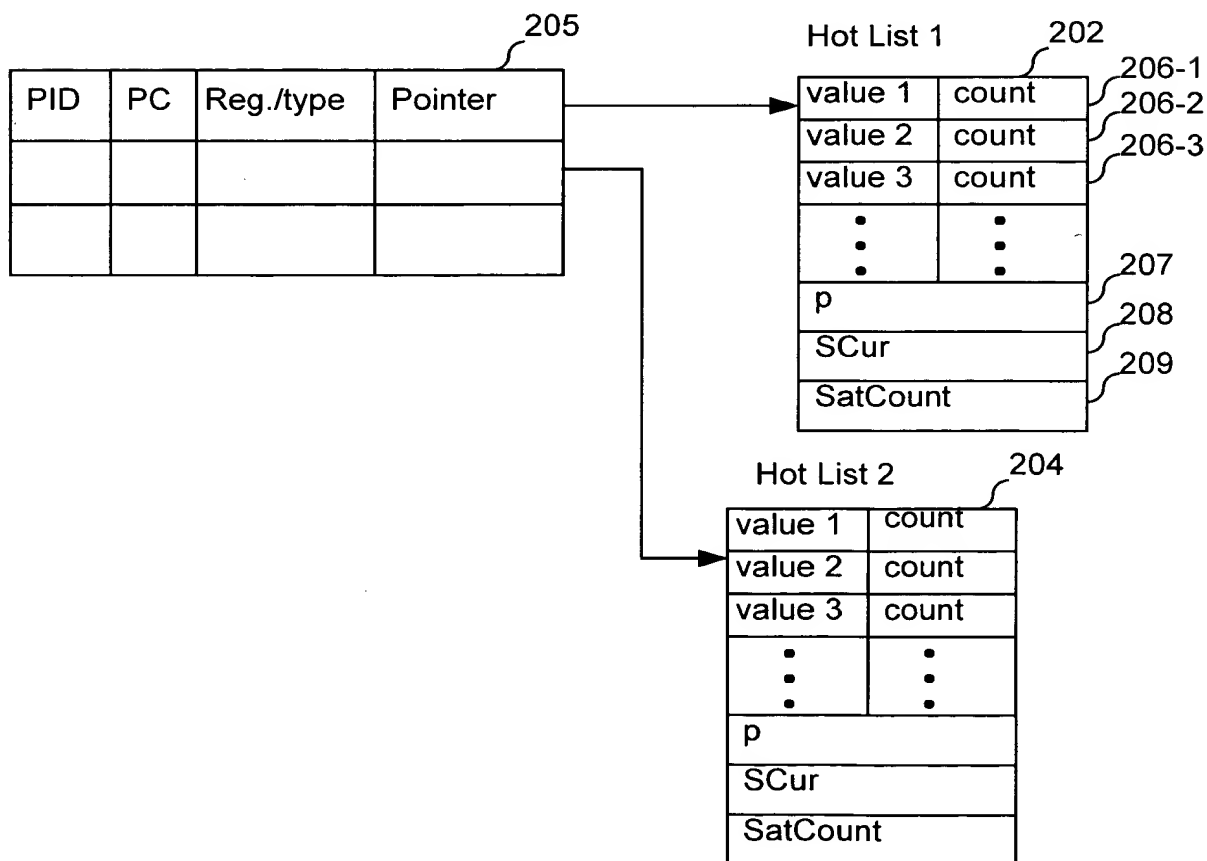 205
PID PC Reg./type Pointer
Hot List 1
202
value 1 count 206-1
value 2 count 206-2
value 3 count 206-3
p 207
SCur 208
SatCount 209
Hot List 2
204
value 1 count
value 2 count
value 3 count
p
SCur
SatCount